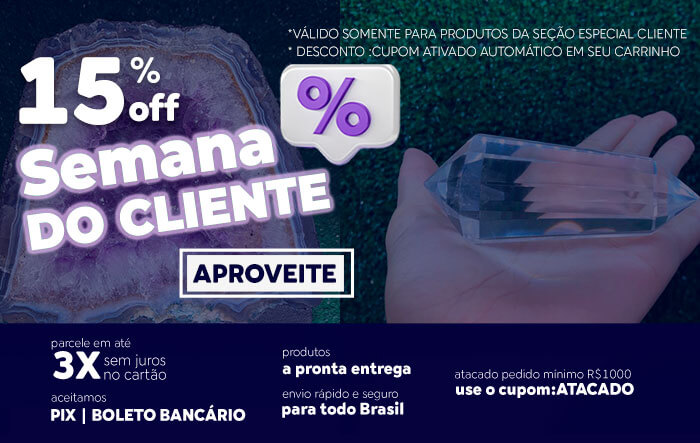 *VÁLIDO SOMENTE PARA PRODUTOS DA SEÇÃO ESPECIAL CLIENTE
* DESCONTO :CUPOM ATIVADO AUTOMÁTICO EM SEU CARRINHO
15% off
%
Semana
DO CLIENTE
APROVEITE
parcele em até
3X sem juros
no cartão
aceitamos
PIX | BOLETO BANCÁRIO
produtos
a pronta entrega
envio rápido e seguro
para todo Brasil
atacado pedido mínimo R$1000
use o cupom:ATACADO